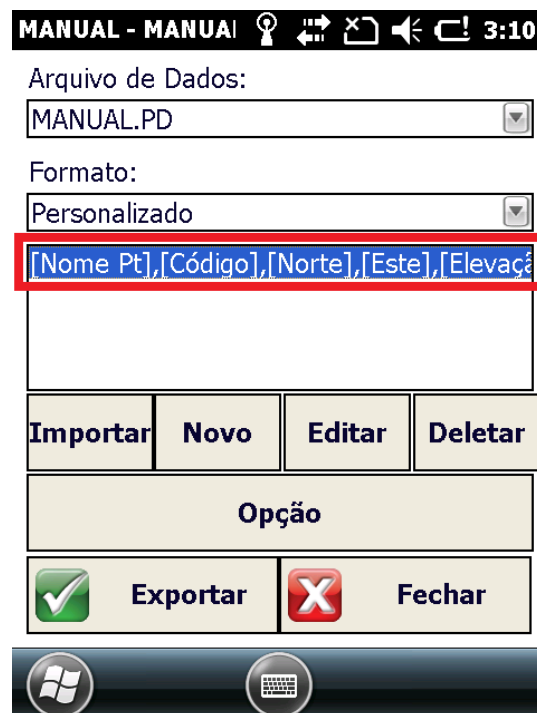 MANUAL - MANUAI 3:10
Arquivo de Dados:
MANUAL.PD
Formato:
Personalizado
[Nome Pt],[Código],[Norte],[Este],[Elevaçã
Importar Novo Editar Deletar
Opção
Exportar Fechar